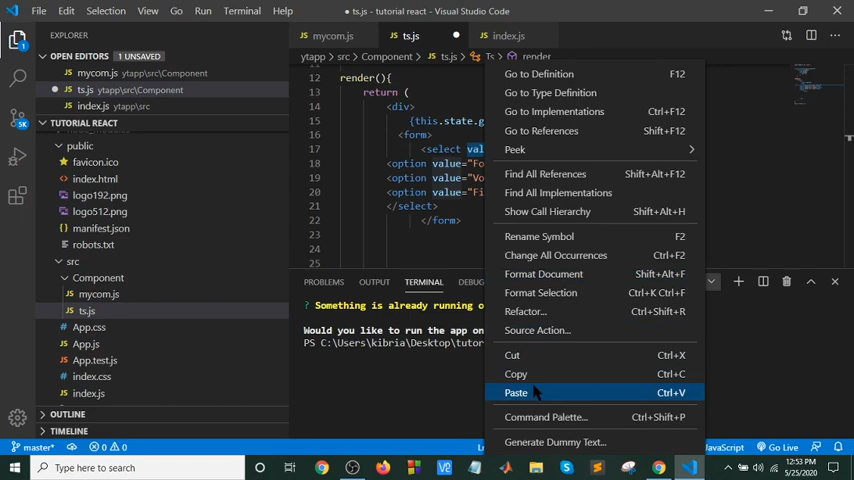 File Edit Selection View Go Run Terminal Help
● ts.js - tutorial react - Visual Studio Code
EXPLORER
OPEN EDITORS 1 UNSAVED
mycom.js ytapp\src\Component
ts.js ytapp\src\Component
index.js ytapp\src
TUTORIAL REACT
public
favicon.ico
index.html
logo192.png
logo512.png
manifest.json
robots.txt
src
Component
mycom.js
ts.js
App.css
App.js
App.test.js
index.css
index.js
OUTLINE
TIMELINE
mycom.js ts.js index.js
ytapp > src > Component > ts.js > Ts > render
12 render(){
13 return (
14 <div>
15 {this.state.g
16 <form>
17 <select val
18 <option value="Fo
19 <option value="Vo
20 <option value="Fi
21 </select>
22 </form>
23
24
25
PROBLEMS OUTPUT TERMINAL DEBUG
? Something is already running o
Would you like to run the app on
PS C:\Users\kibria\Desktop\tutor
Go to Definition F12
Go to Type Definition
Go to Implementations Ctrl+F12
Go to References Shift+F12
Peek
Find All References Shift+Alt+F12
Find All Implementations
Show Call Hierarchy Shift+Alt+H
Rename Symbol F2
Change All Occurrences Ctrl+F2
Format Document Shift+Alt+F
Format Selection Ctrl+K Ctrl+F
Refactor... Ctrl+Shift+R
Source Action...
Cut Ctrl+X
Copy Ctrl+C
Paste Ctrl+V
Command Palette... Ctrl+Shift+P
Generate Dummy Text...
master* 0 0 Ln JavaScript Go Live
Type here to search
12:53 PM
5/25/2020